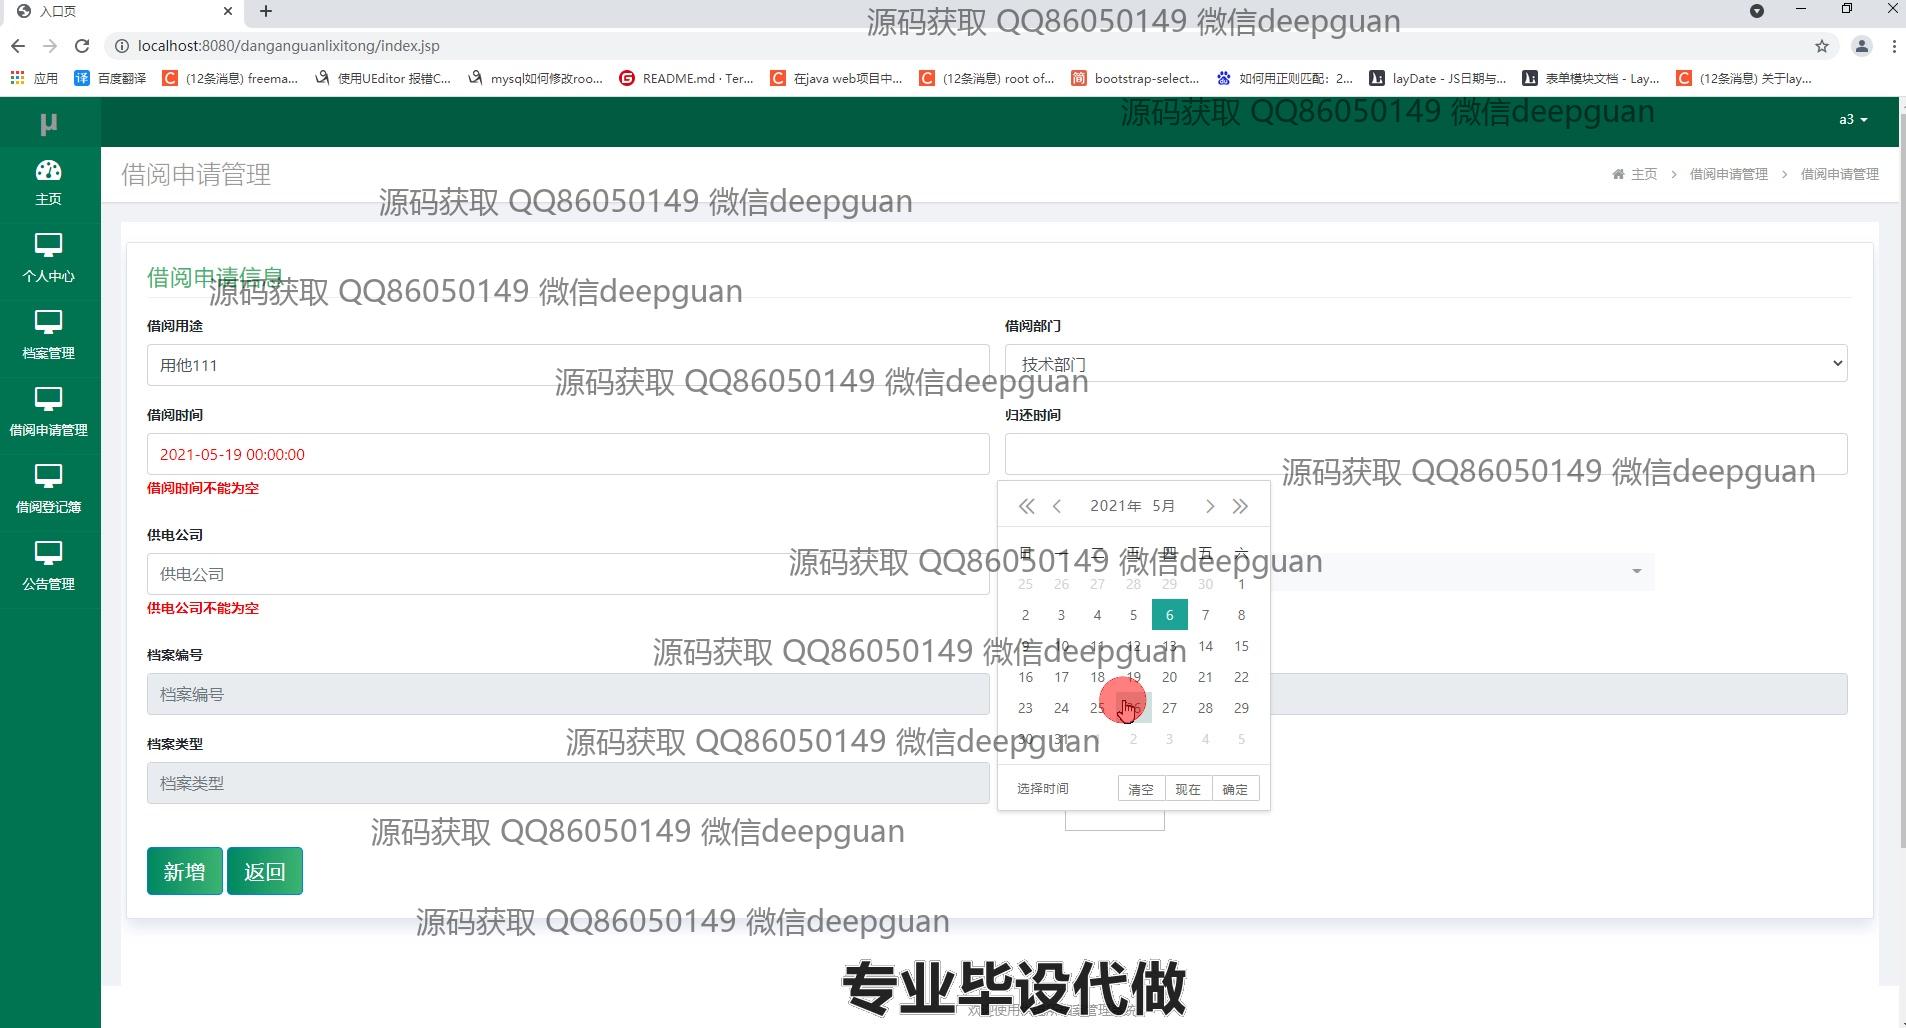 入口页
源码获取 QQ86050149 微信deepguan
localhost:8080/danganguanlixitong/index.jsp
应用 百度翻译 (12条消息) freema... 使用UEditor 报错C... mysql如何修改roo... README.md · Ter... 在java web项目中... (12条消息) root of... bootstrap-select... 如何用正则匹配：2... layDate - JS日期与... 表单模块文档 - Lay... (12条消息) 关于lay...
源码获取 QQ86050149 微信deepguan
μ
a3
主页
借阅申请管理
主页 > 借阅申请管理 > 借阅申请管理
源码获取 QQ86050149 微信deepguan
个人中心
借阅申请信息
源码获取 QQ86050149 微信deepguan
借阅用途
借阅部门
档案管理
用他111
技术部门
源码获取 QQ86050149 微信deepguan
借阅时间
归还时间
借阅申请管理
2021-05-19 00:00:00
源码获取 QQ86050149 微信deepguan
借阅时间不能为空
借阅登记簿
2021年 5月
供电公司
日 一 二 三 四 五 六
源码获取 QQ86050149 微信deepguan
供电公司
25 26 27 28 29 30 1
公告管理
供电公司不能为空
2 3 4 5 6 7 8
9 10 11 12 13 14 15
源码获取 QQ86050149 微信deepguan
档案编号
16 17 18 19 20 21 22
档案编号
23 24 25 26 27 28 29
源码获取 QQ86050149 微信deepguan
档案类型
30 31 1 2 3 4 5
档案类型
选择时间 清空 现在 确定
源码获取 QQ86050149 微信deepguan
新增 返回
源码获取 QQ86050149 微信deepguan
专业毕设代做